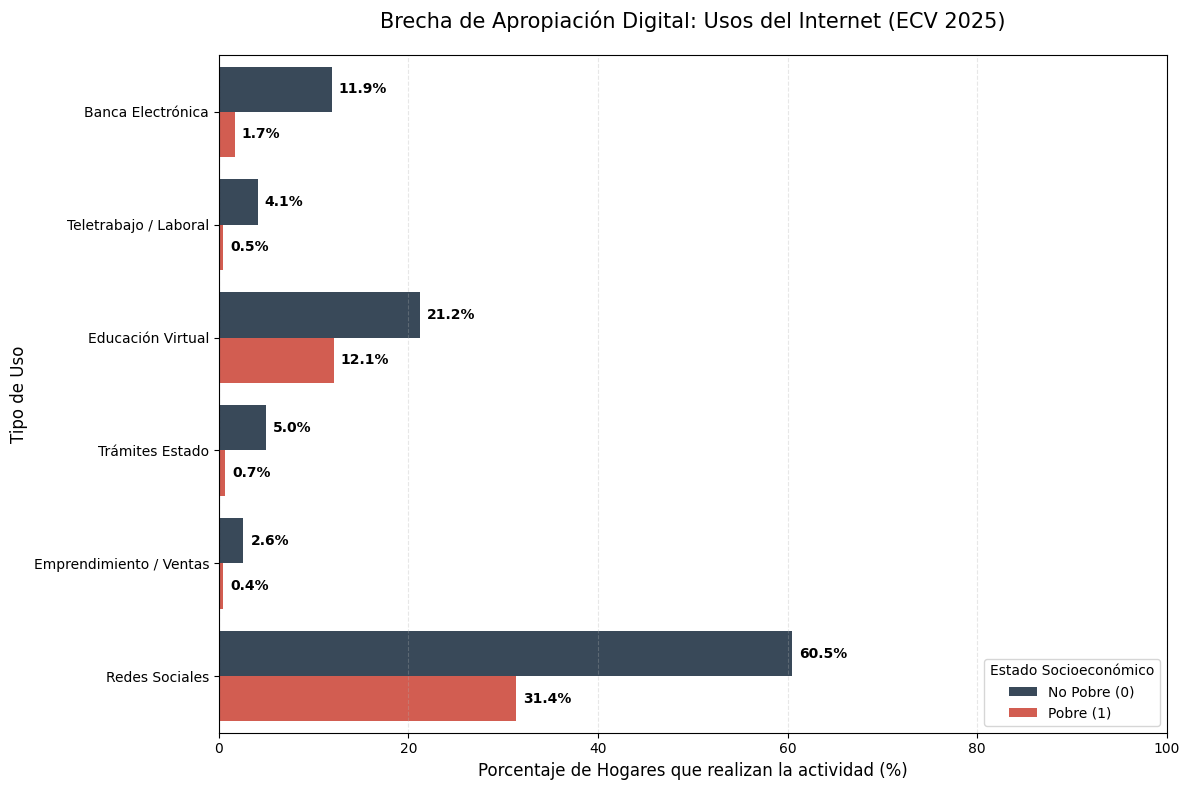 Brecha de Apropiación Digital: Usos del Internet (ECV 2025)
Tipo de Uso
Banca Electrónica
11.9%
1.7%
Teletrabajo / Laboral
4.1%
0.5%
Educación Virtual
21.2%
12.1%
Trámites Estado
5.0%
0.7%
Emprendimiento / Ventas
2.6%
0.4%
Redes Sociales
60.5%
31.4%
Estado Socioeconómico
No Pobre (0)
Pobre (1)
0 20 40 60 80 100
Porcentaje de Hogares que realizan la actividad (%)